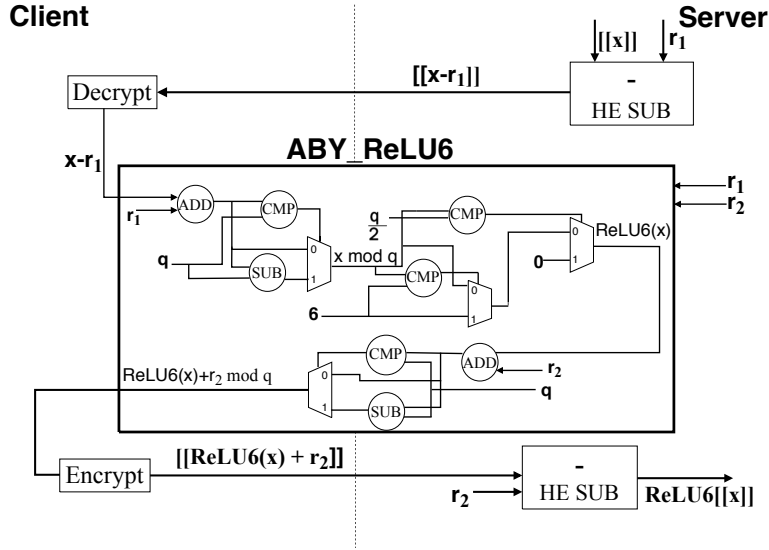 Client
Server
[[x]]
r1
[[x-r1]]
-
HE SUB
Decrypt
x-r1
ABY_ReLU6
r1
r2
ADD
r1
CMP
q
SUB
0
1
x mod q
q
2
CMP
CMP
6
0
1
0
1
0
ReLU6(x)
CMP
ADD
r2
q
SUB
0
1
ReLU6(x)+r2 mod q
Encrypt
[[ReLU6(x) + r2]]
r2
-
HE SUB
ReLU6[[x]]